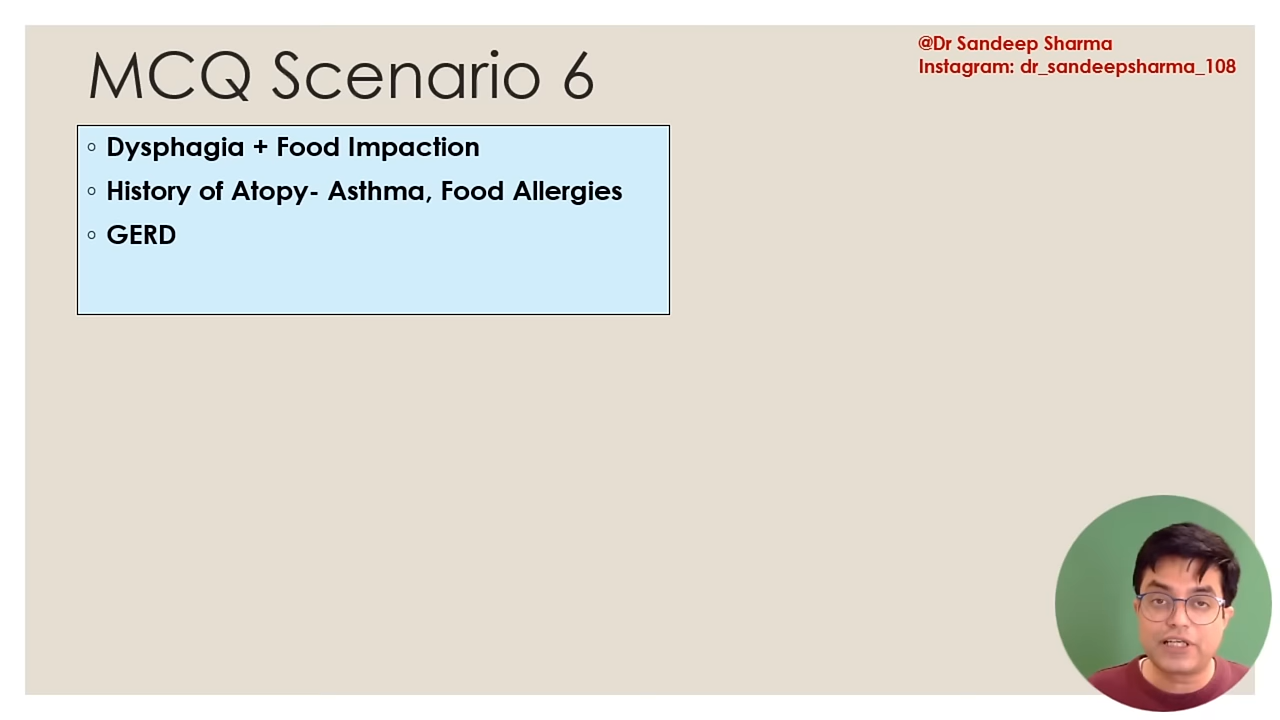 MCQ Scenario 6
@Dr Sandeep Sharma
Instagram: dr_sandeepsharma_108
◦ Dysphagia + Food Impaction
◦ History of Atopy- Asthma, Food Allergies
◦ GERD